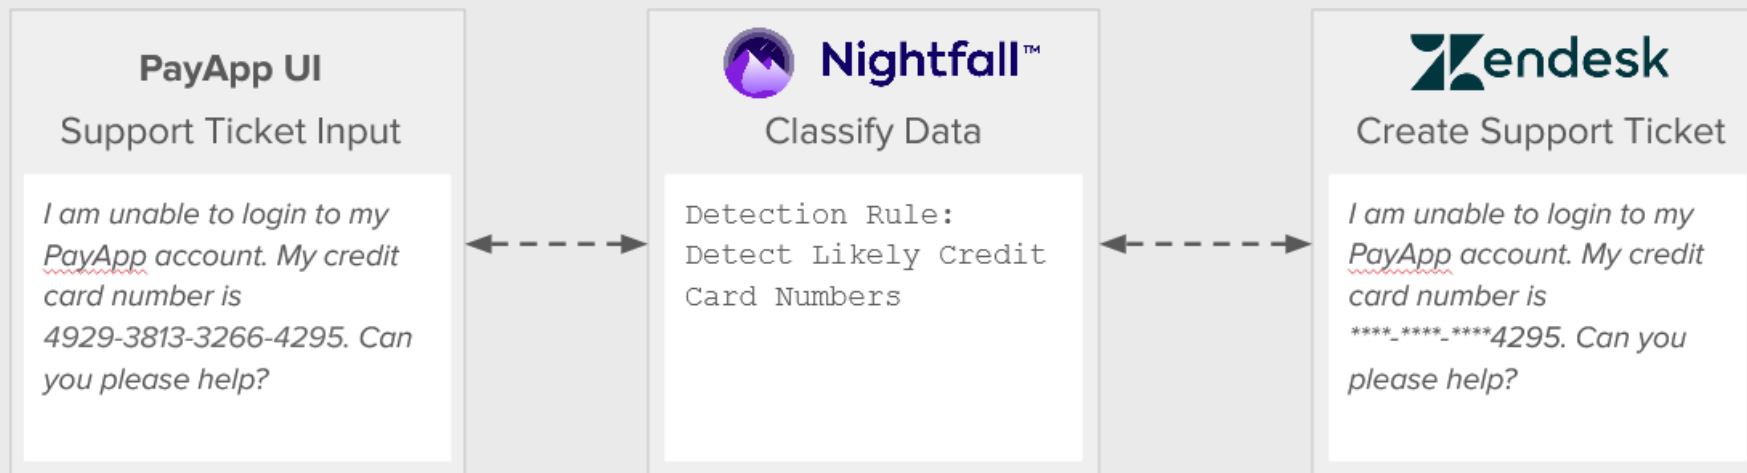 PayApp UI
Support Ticket Input
I am unable to login to my
PayApp account. My credit
card number is
4929-3813-3266-4295. Can
you please help?
Nightfall™
Classify Data
Detection Rule:
Detect Likely Credit
Card Numbers
Zendesk
Create Support Ticket
I am unable to login to my
PayApp account. My credit
card number is
****-****-****4295. Can you
please help?